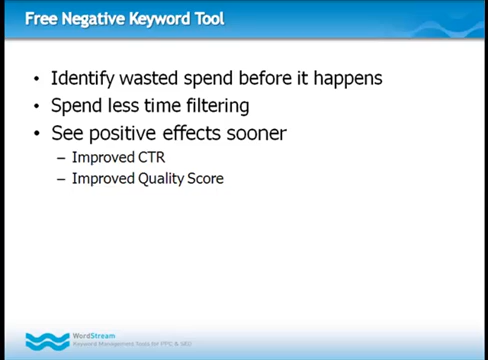 Free Negative Keyword Tool
• Identify wasted spend before it happens
• Spend less time filtering
• See positive effects sooner
– Improved CTR
– Improved Quality Score
WordStream
Keyword Management Tools for PPC & SEO